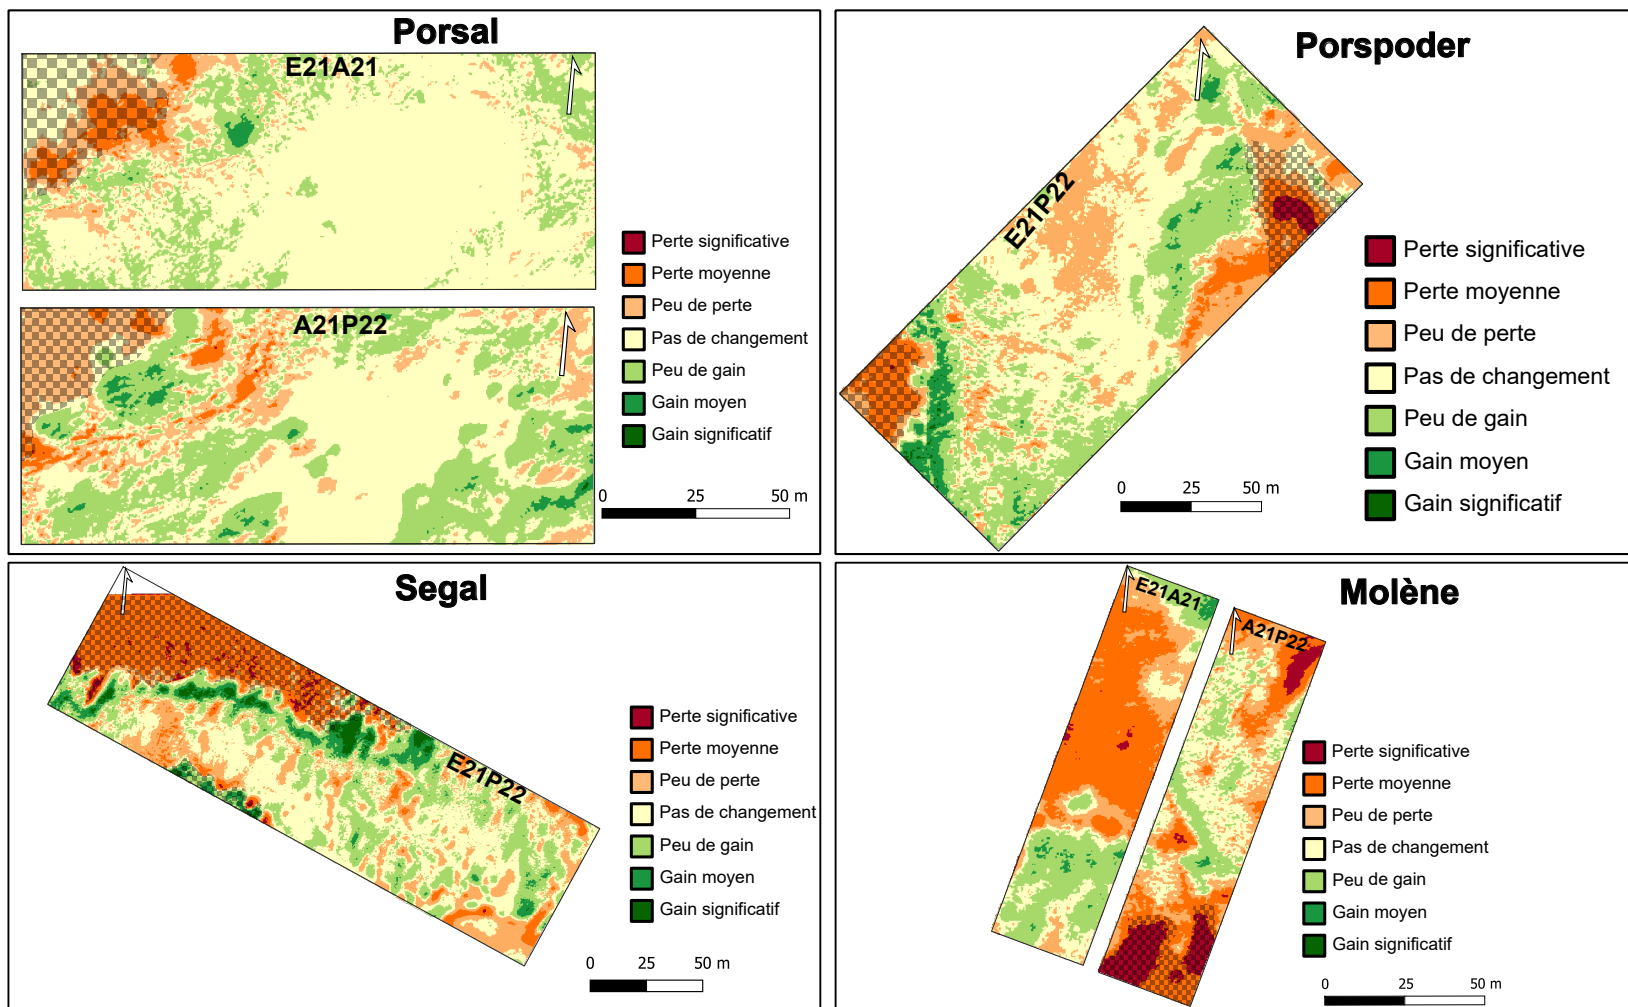 Porsal
E21A21
A21P22
Perte significative
Perte moyenne
Peu de perte
Pas de changement
Peu de gain
Gain moyen
Gain significatif
0 25 50 m
Porspoder
E21P22
Perte significative
Perte moyenne
Peu de perte
Pas de changement
Peu de gain
Gain moyen
Gain significatif
0 25 50 m
Segal
E21P22
Perte significative
Perte moyenne
Peu de perte
Pas de changement
Peu de gain
Gain moyen
Gain significatif
0 25 50 m
Molène
E21A21
A21P22
Perte significative
Perte moyenne
Peu de perte
Pas de changement
Peu de gain
Gain moyen
Gain significatif
0 25 50 m